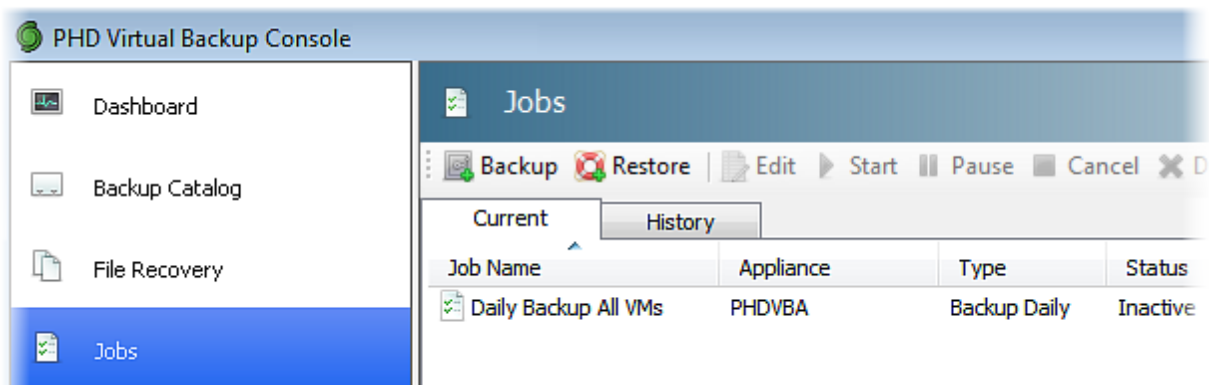 PHD Virtual Backup Console
Dashboard
Backup Catalog
File Recovery
Jobs
Jobs
Backup Restore Edit Start Pause Cancel D
Current History
Job Name Appliance Type Status
Daily Backup All VMs PHDVBA Backup Daily Inactive